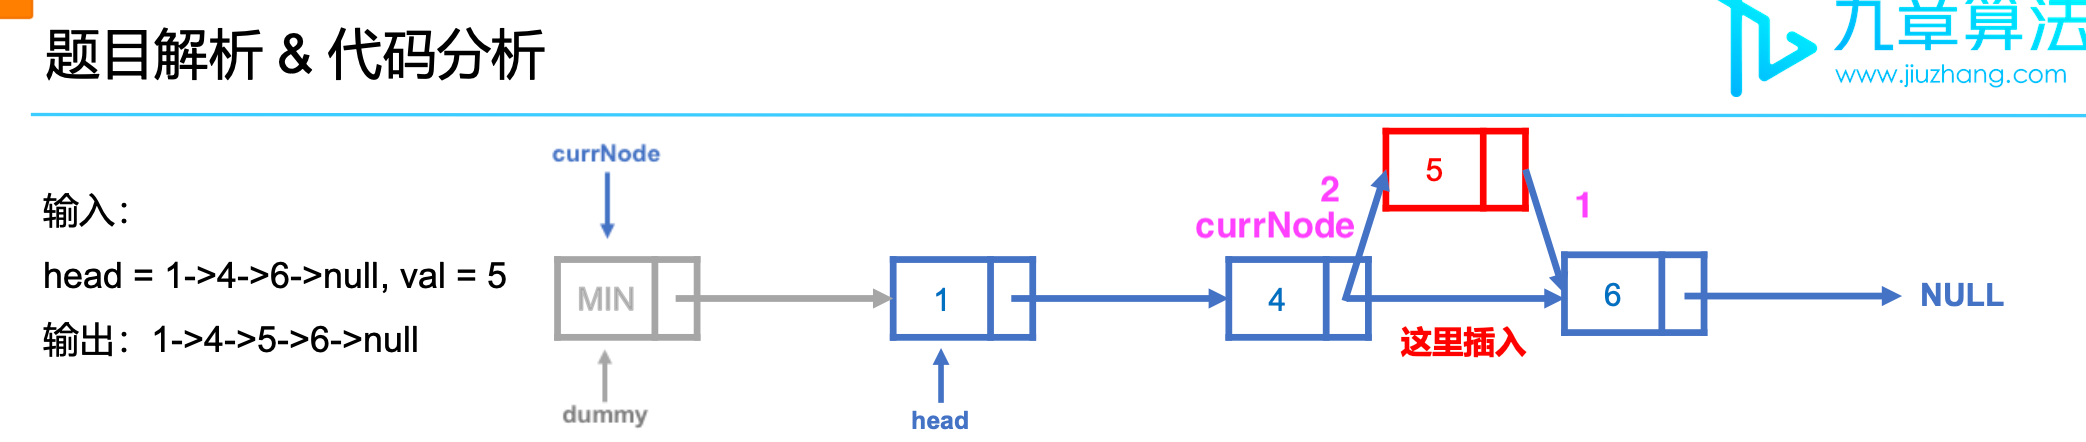 题目解析 & 代码分析
九章算法
www.jiuzhang.com
输入：
head = 1->4->6->null, val = 5
输出：1->4->5->6->null
currNode
5
2
1
currNode
MIN
1
4
6
NULL
这里插入
dummy
head